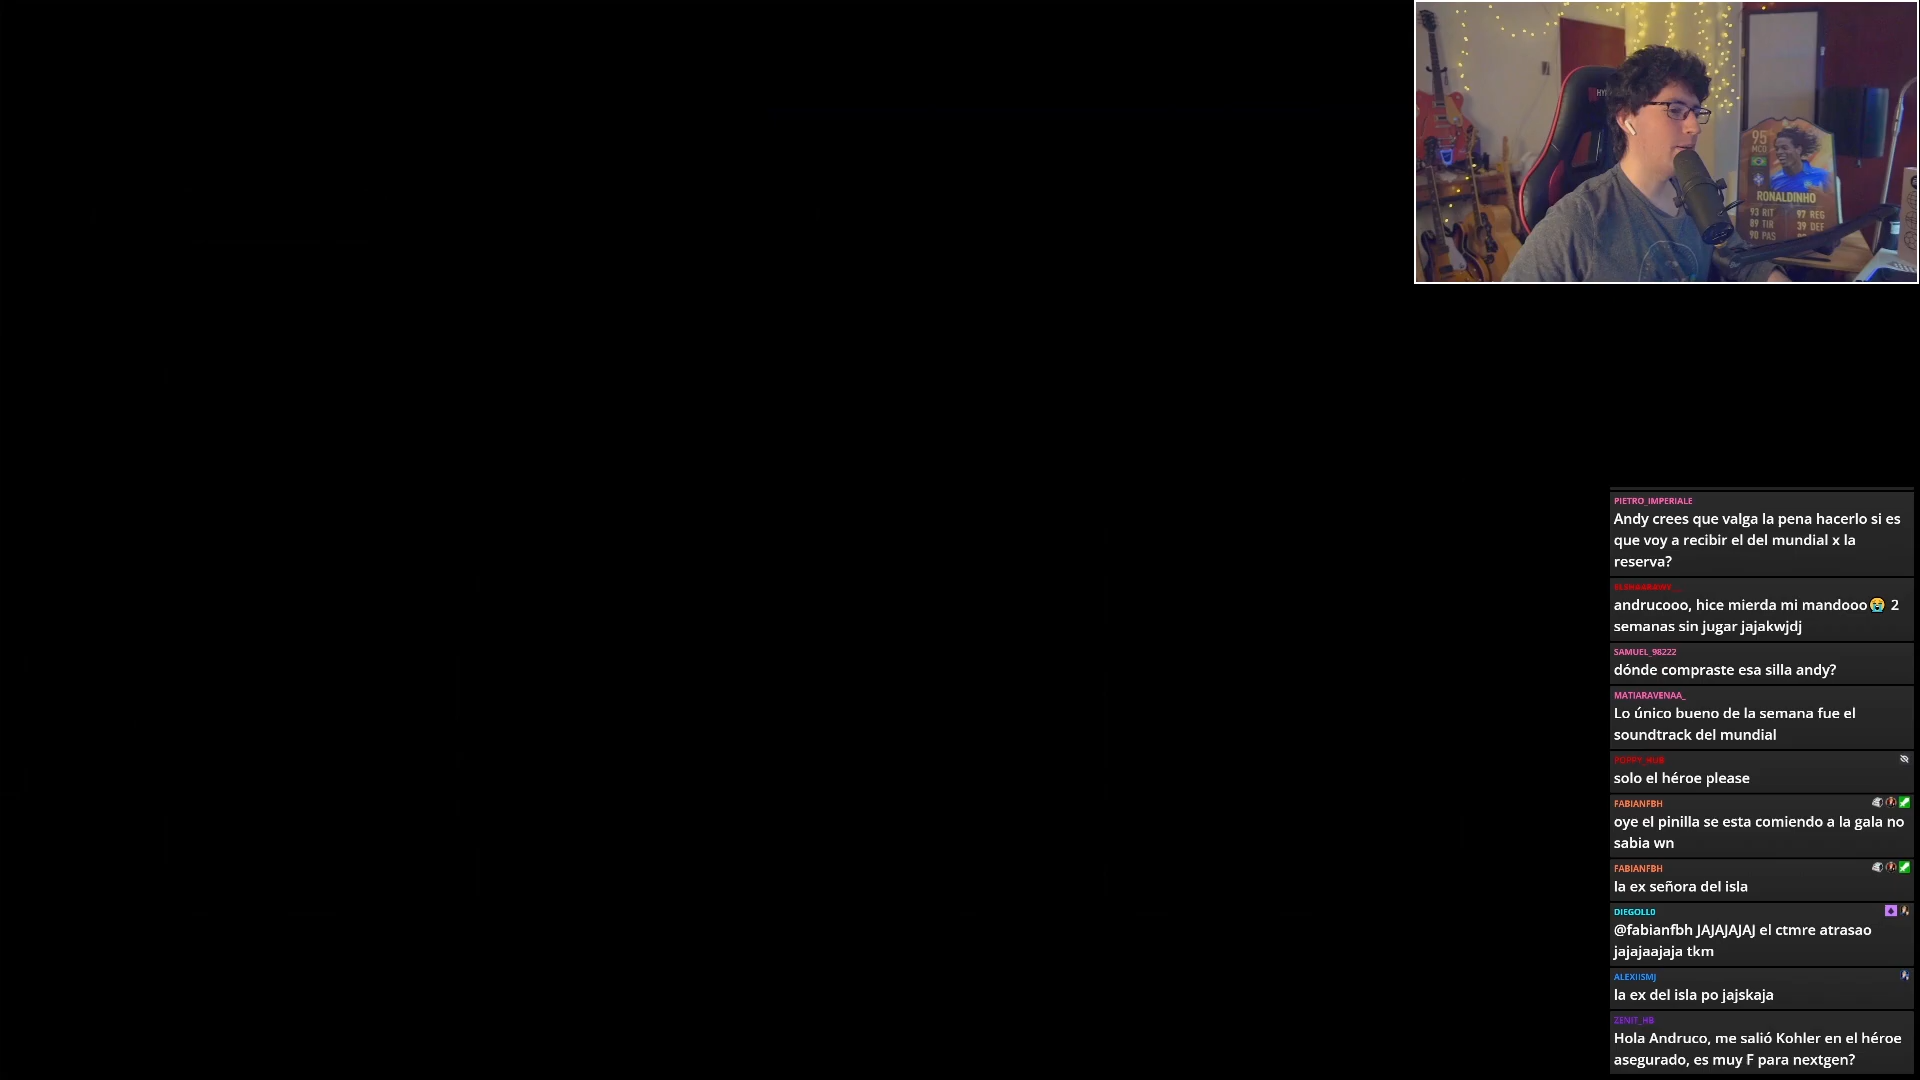 HY
95
MCO
RONALDINHO
93 RIT 97 REG
89 TIR 39 DEF
90 PAS
PIETRO_IMPERIALE
Andy crees que valga la pena hacerlo si es
que voy a recibir el del mundial x la
reserva?
andrucooo, hice mierda mi mandooo😭 2
semanas sin jugar jajakwjdj
SAMUEL_98222
dónde compraste esa silla andy?
MATIARAVENAA_
Lo único bueno de la semana fue el
soundtrack del mundial
POPPY_HUB
solo el héroe please
FABIANFBH
oye el pinilla se esta comiendo a la gala no
sabia wn
FABIANFBH
la ex señora del isla
DIEGOLL0
@fabianfbh JAJAJAJAJ el ctmre atrasao
jajajaajaja tkm
ALEXIISMJ
la ex del isla po jajskaja
ZENIT_HB
Hola Andruco, me salió Kohler en el héroe
asegurado, es muy F para nextgen?